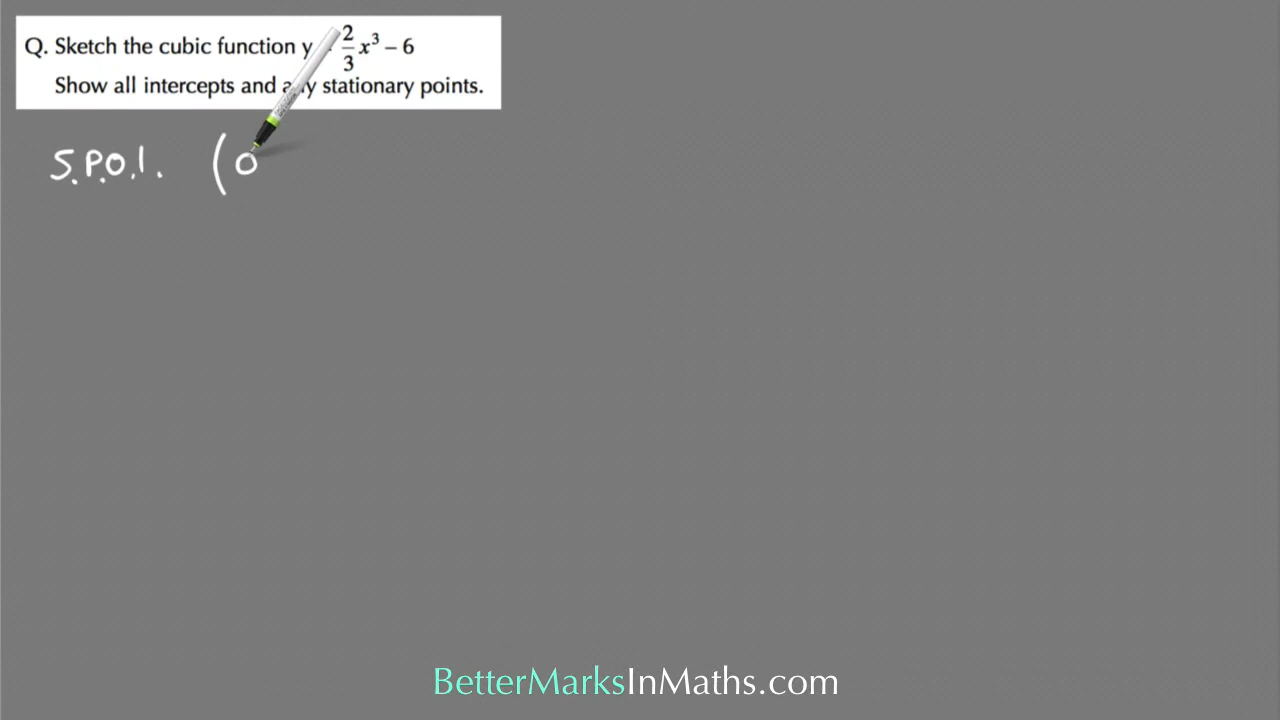 Q. Sketch the cubic function y = 2/3 x³ – 6
Show all intercepts and any stationary points.
S.P.O.I. (0
BetterMarksInMaths.com